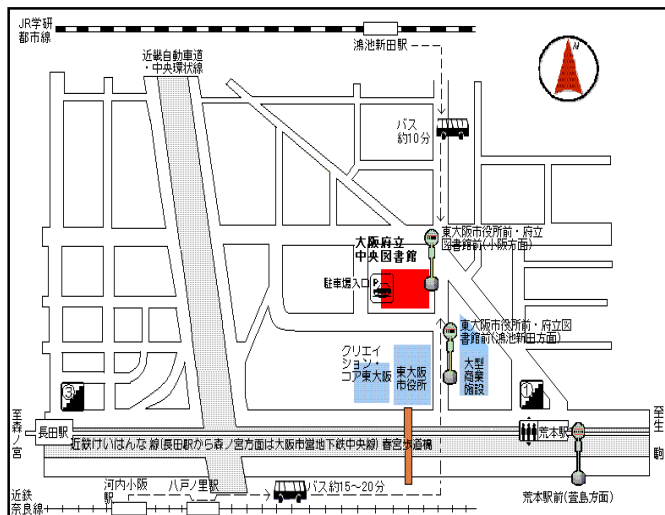 JR学研
都市線
鴻池新田駅
近畿自動車道
・中央環状線
N
バス
約10分
大阪府立
中央図書館
東大阪市役所前・府立
図書館前(小阪方面)
駐車場入口
P
東大阪市役所前・府立図
書館前(鴻池新田方面)
クリエイ
ション・
コア東大阪
東大阪
市役所
大型
商業
施設
③
①
至森ノ宮
長田駅
荒本駅
至生駒
近鉄けいはんな線(長田駅から森ノ宮方面は大阪市営地下鉄中央線)
春宮歩道橋
荒本駅前(萱島方面)
近鉄
奈良線
河内小阪
駅
八戸ノ里駅
バス約15～20分